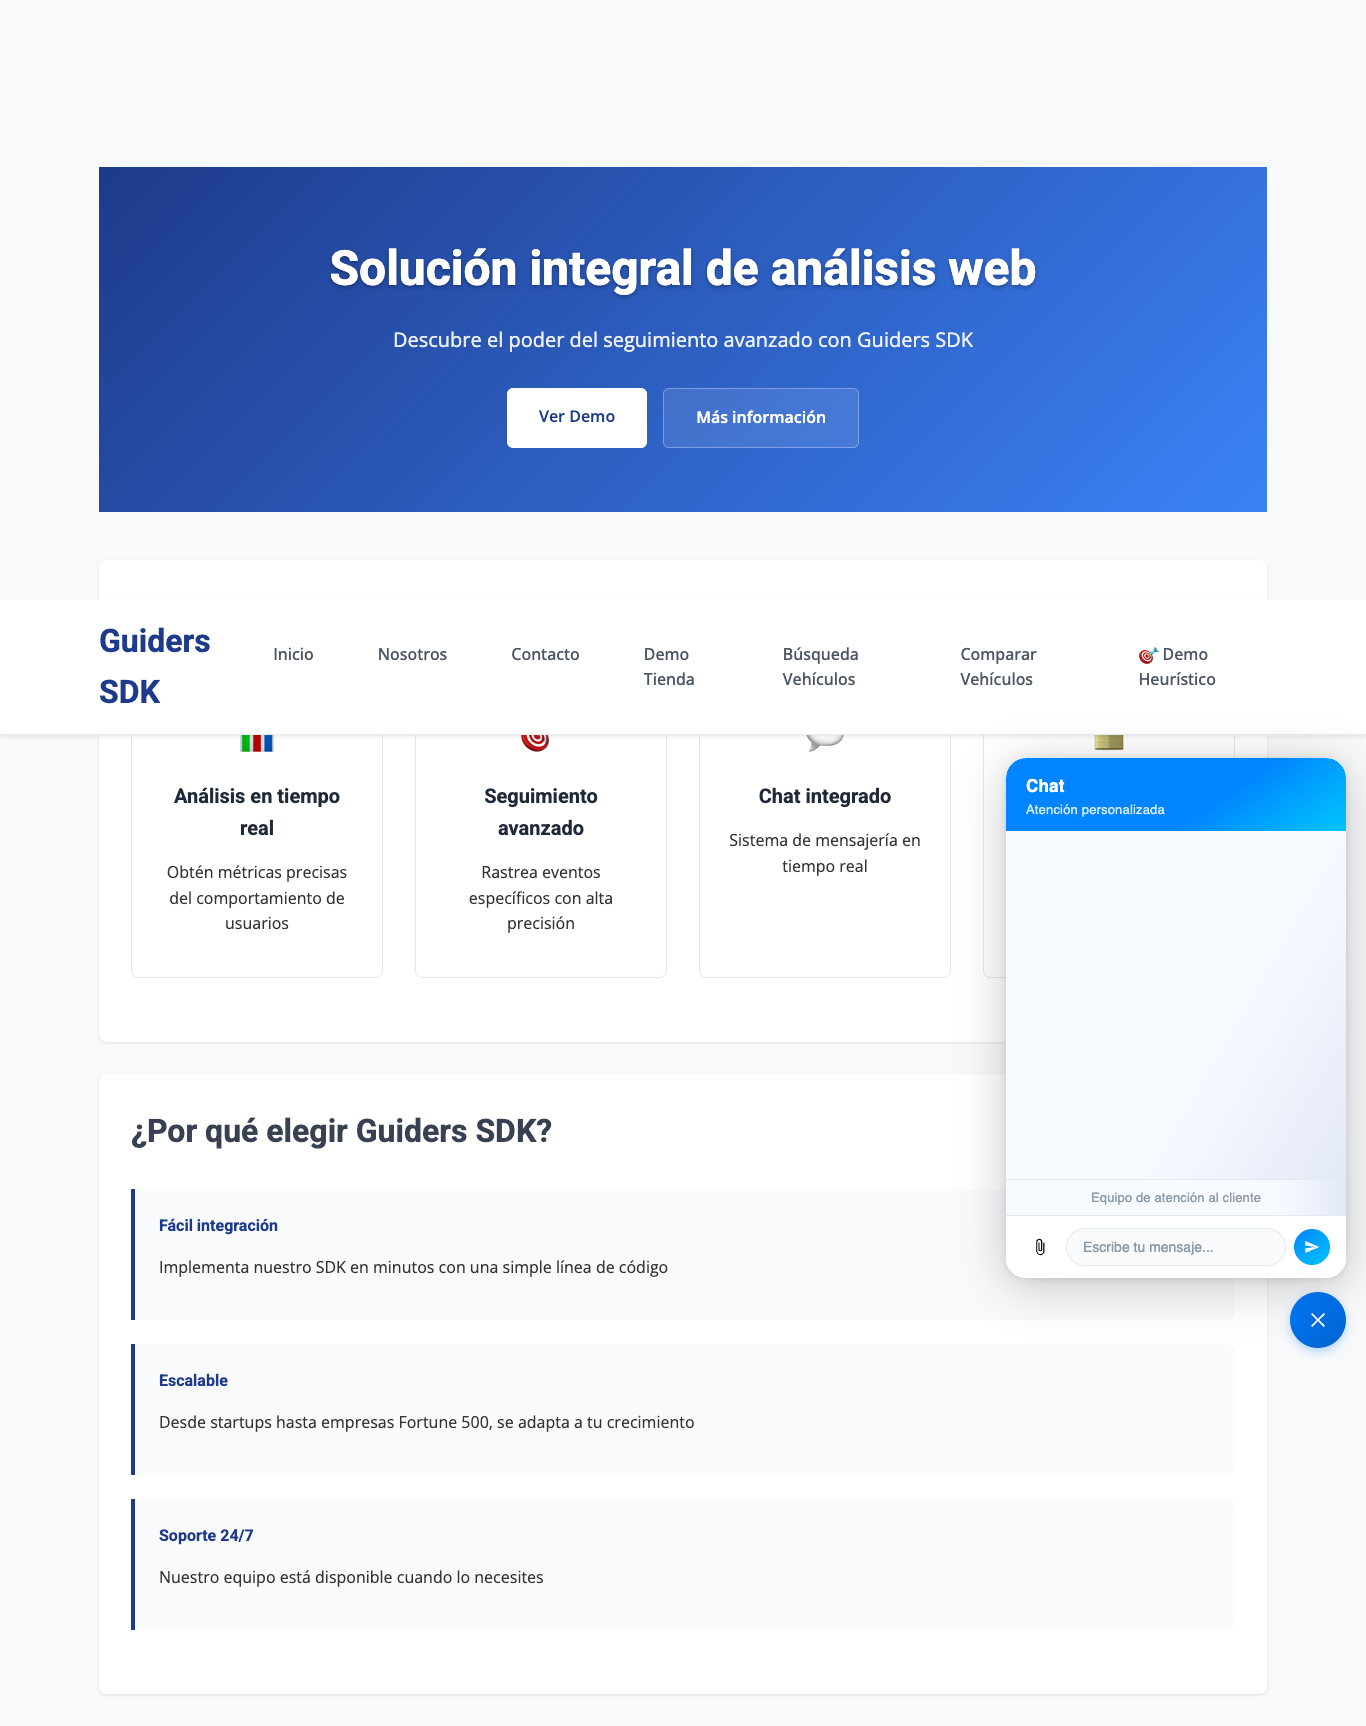 Solución integral de análisis web
Descubre el poder del seguimiento avanzado con Guiders SDK
Ver Demo
Más información
Guiders
SDK
Inicio
Nosotros
Contacto
Demo
Tienda
Búsqueda
Vehículos
Comparar
Vehículos
🎯 Demo
Heurístico
Análisis en tiempo
real
Obtén métricas precisas
del comportamiento de
usuarios
Seguimiento
avanzado
Rastrea eventos
específicos con alta
precisión
Chat integrado
Sistema de mensajería en
tiempo real
Chat
Atención personalizada
Equipo de atención al cliente
Escribe tu mensaje...
¿Por qué elegir Guiders SDK?
Fácil integración
Implementa nuestro SDK en minutos con una simple línea de código
Escalable
Desde startups hasta empresas Fortune 500, se adapta a tu crecimiento
Soporte 24/7
Nuestro equipo está disponible cuando lo necesites